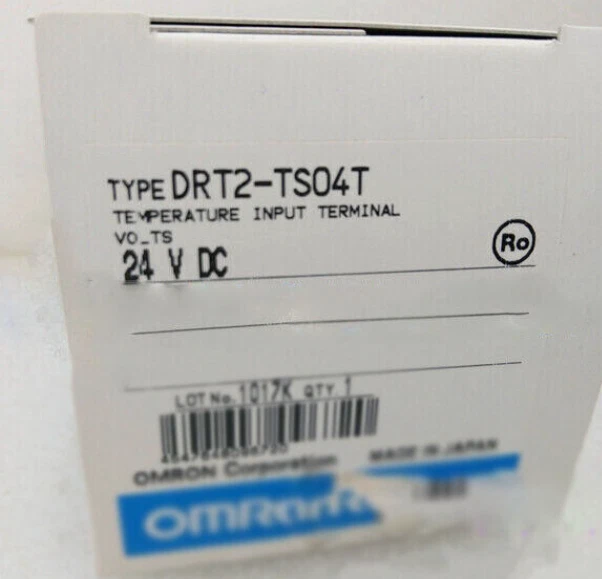 TYPE DRT2-TS04T
TEMPERATURE INPUT TERMINAL
VO_TS
24 V DC
Ro
LOT No. 1017K QTY 1
OMRON Corporation MADE IN JAPAN
OMRON